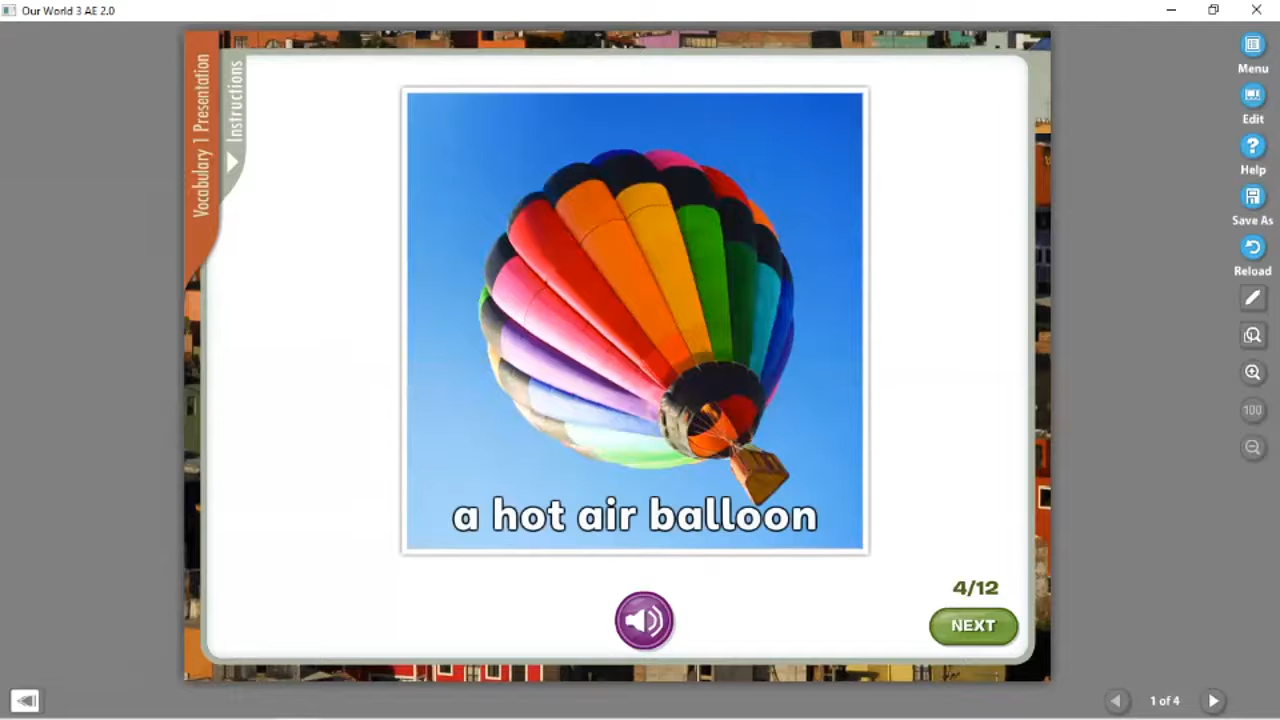 Our World 3 AE 2.0
Vocabulary 1 Presentation
Instructions
a hot air balloon
4/12
NEXT
Menu
Edit
?
Help
Save As
Reload
100
1 of 4